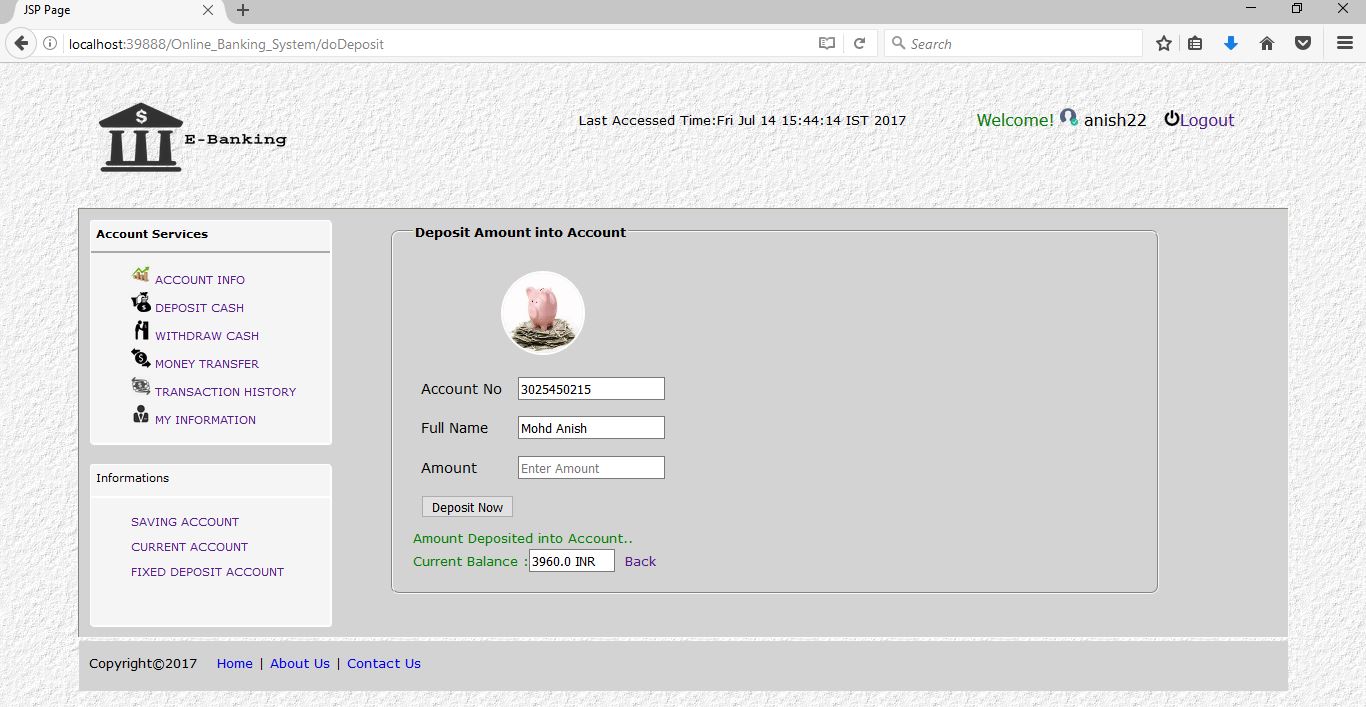 JSP Page
localhost:39888/Online_Banking_System/doDeposit
Search
$ E-Banking
Last Accessed Time:Fri Jul 14 15:44:14 IST 2017
Welcome! anish22 Logout
Account Services
ACCOUNT INFO
DEPOSIT CASH
WITHDRAW CASH
MONEY TRANSFER
TRANSACTION HISTORY
MY INFORMATION
Informations
SAVING ACCOUNT
CURRENT ACCOUNT
FIXED DEPOSIT ACCOUNT
Deposit Amount into Account
Account No 3025450215
Full Name Mohd Anish
Amount Enter Amount
Deposit Now
Amount Deposited into Account..
Current Balance : 3960.0 INR Back
Copyright©2017 Home | About Us | Contact Us